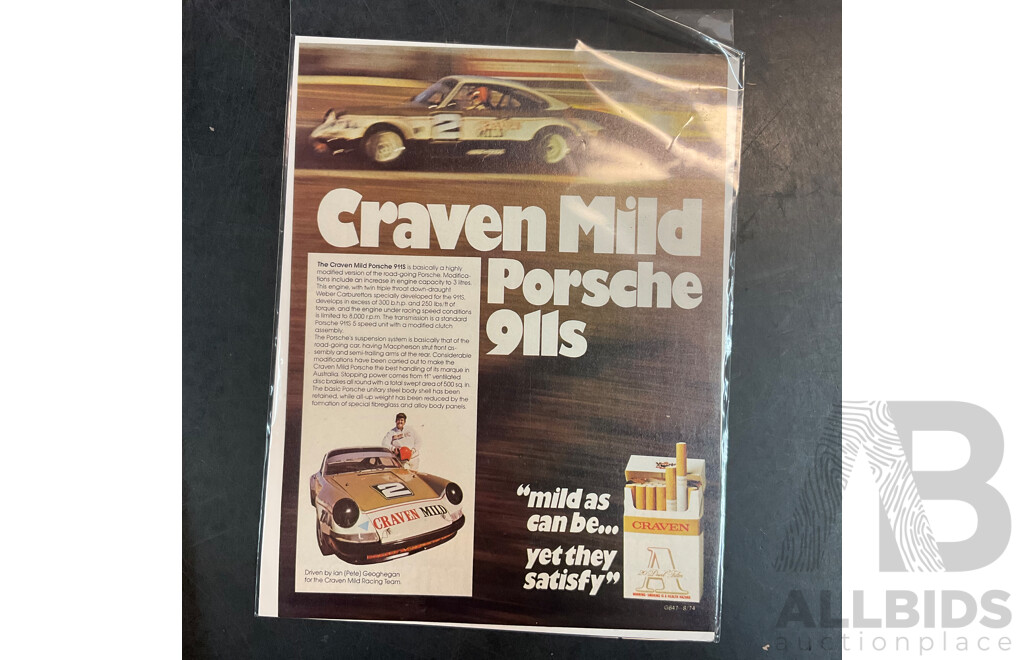 2
Craven Mild
Porsche
911s
The Craven Mild Porsche 911S is basically a highly
modified version of the road-going Porsche. Modifica-
tions include an increase in engine capacity to 3 litres.
This engine, with twin triple throat down-draught
Weber Carburettors specially developed for the 911S,
develops in excess of 300 b.h.p. and 250 lbs/ft of
torque, and the engine under racing speed conditions
is limited to 8,000 r.p.m. The transmission is a standard
Porsche 911S 5 speed unit with a modified clutch
assembly.
The Porsche's suspension system is basically that of the
road-going car, having Macpherson strut front as-
sembly and semi-trailing arms at the rear. Considerable
modifications have been carried out to make the
Craven Mild Porsche the best handling of its marque in
Australia. Stopping power comes from 11" ventilated
disc brakes all round with a total swept area of 500 sq. in.
The basic Porsche unitary steel body shell has been
retained, while all-up weight has been reduced by the
formation of special fibreglass and alloy body panels.
2
CRAVEN MILD
Driven by Ian (Pete) Geoghegan
for the Craven Mild Racing Team.
"mild as
can be...
yet they
satisfy"
CRAVEN
A
G847 8/74
AB
ALLBIDS
auctionplace